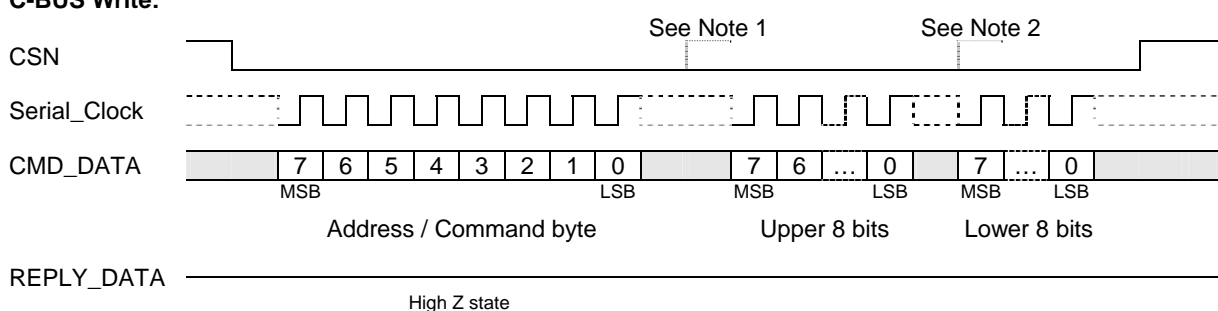 C-BUS Write:
See Note 1 See Note 2
CSN
Serial_Clock
CMD_DATA 7 6 5 4 3 2 1 0 7 6 ... 0 7 ... 0
MSB LSB MSB LSB MSB LSB
Address / Command byte Upper 8 bits Lower 8 bits
REPLY_DATA
High Z state